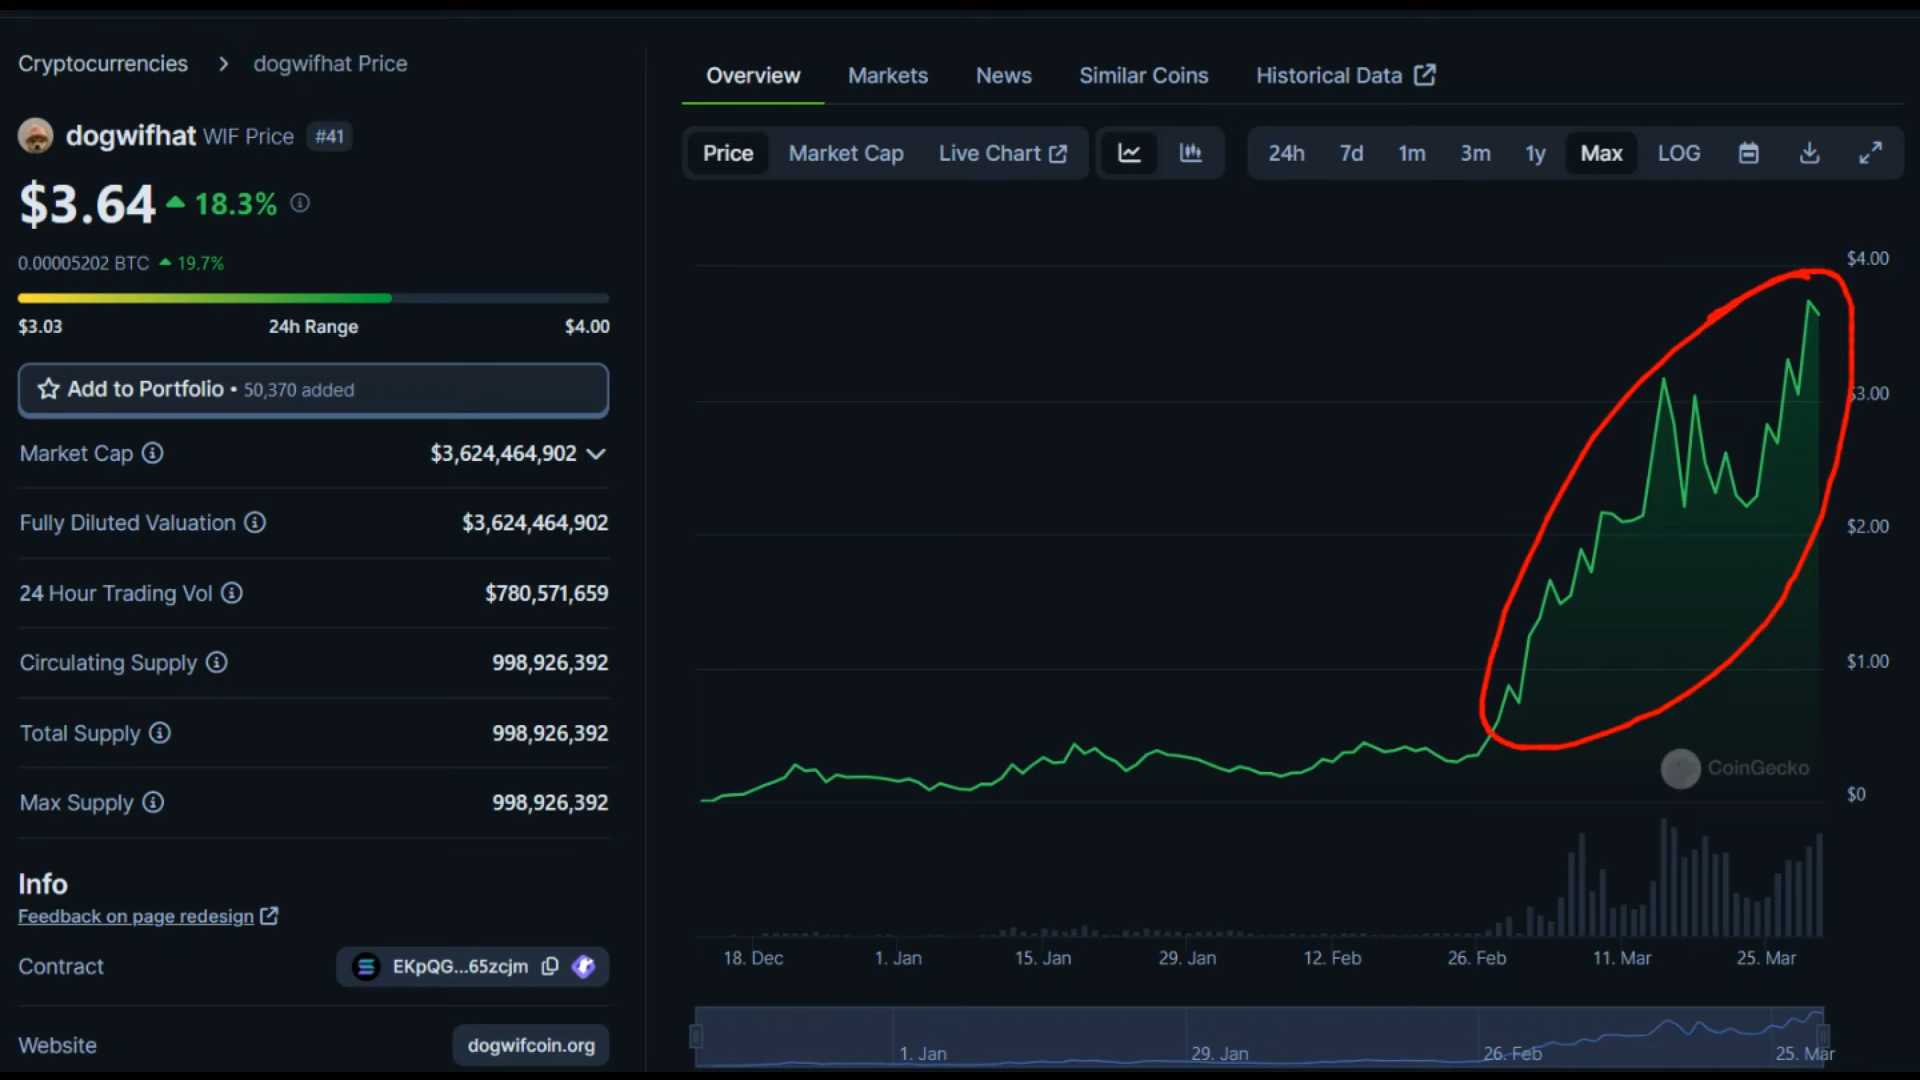 Cryptocurrencies > dogwifhat Price
dogwifhat WIF Price #41
$3.64 18.3%
0.00005202 BTC 19.7%
$3.03 24h Range $4.00
Add to Portfolio • 50,370 added
Market Cap $3,624,464,902
Fully Diluted Valuation $3,624,464,902
24 Hour Trading Vol $780,571,659
Circulating Supply 998,926,392
Total Supply 998,926,392
Max Supply 998,926,392
Info
Feedback on page redesign
Contract EKpQG...65zcjm
Website dogwifcoin.org
Overview Markets News Similar Coins Historical Data
Price Market Cap Live Chart 24h 7d 1m 3m 1y Max LOG
$4.00
$3.00
$2.00
$1.00
CoinGecko
$0
18. Dec 1. Jan 15. Jan 29. Jan 12. Feb 26. Feb 11. Mar 25. Mar
1. Jan 29. Jan 26. Feb 25. Mar